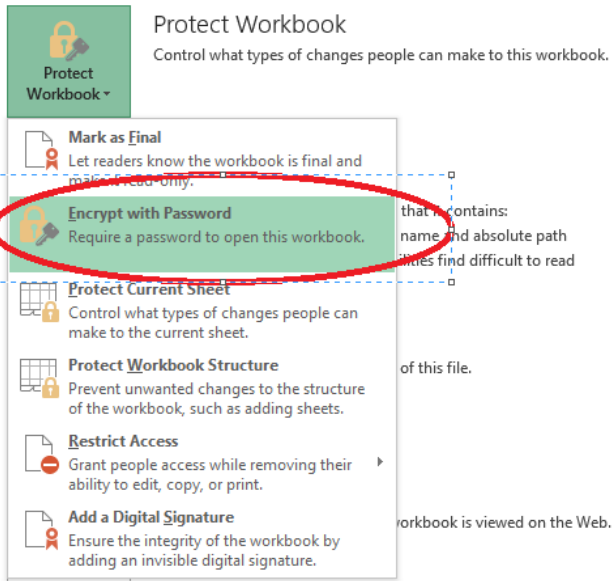 Protect Workbook
Control what types of changes people can make to this workbook.
Protect
Workbook
Mark as Final
Let readers know the workbook is final and
make it read-only.
Encrypt with Password
Require a password to open this workbook.
that it contains:
name and absolute path
ilities find difficult to read
Protect Current Sheet
Control what types of changes people can
make to the current sheet.
Protect Workbook Structure
Prevent unwanted changes to the structure
of the workbook, such as adding sheets.
of this file.
Restrict Access
Grant people access while removing their
ability to edit, copy, or print.
Add a Digital Signature
Ensure the integrity of the workbook by
adding an invisible digital signature.
workbook is viewed on the Web.